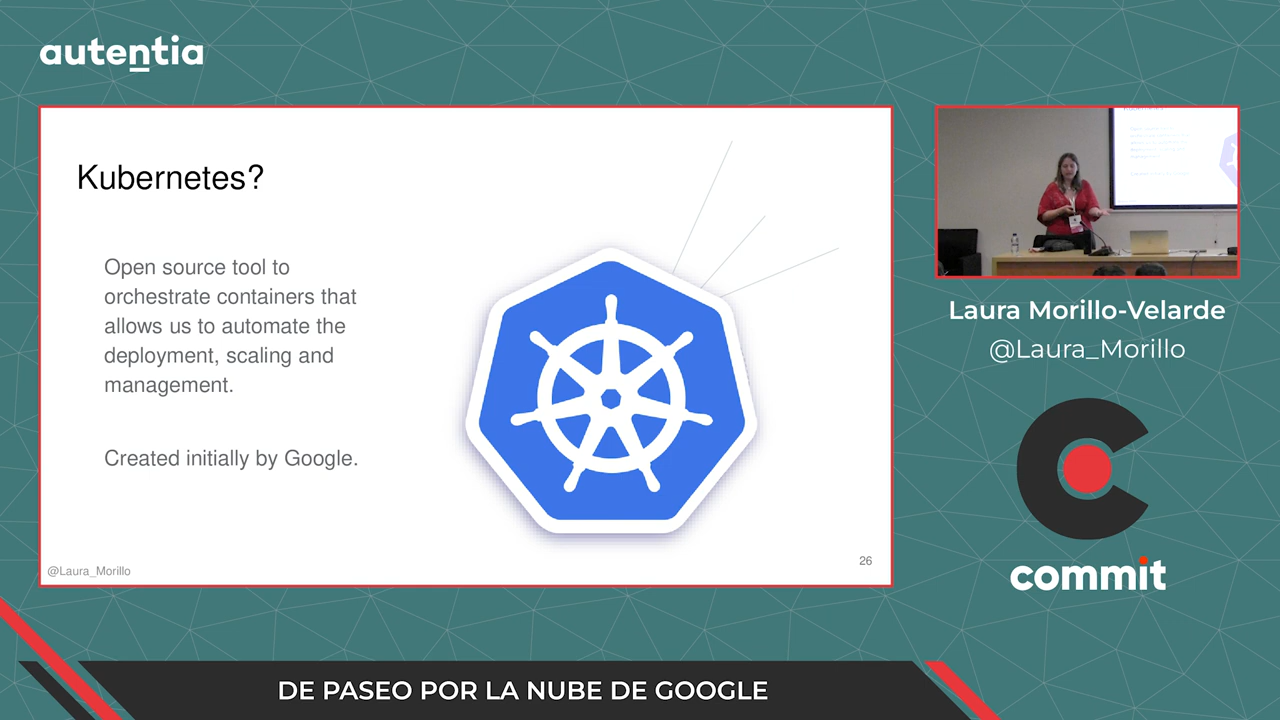 autentia
Kubernetes?
Open source tool to
orchestrate containers that
allows us to automate the
deployment, scaling and
management.
Created initially by Google.
@Laura_Morillo
26
Laura Morillo-Velarde
@Laura_Morillo
commit
DE PASEO POR LA NUBE DE GOOGLE